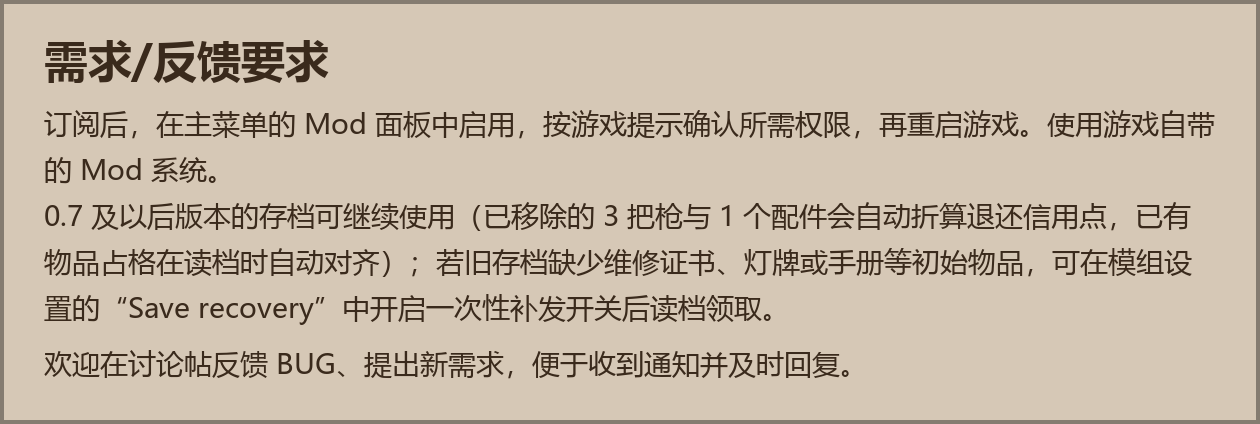 需求/反馈要求
订阅后，在主菜单的 Mod 面板中启用，按游戏提示确认所需权限，再重启游戏。使用游戏自带
的 Mod 系统。
0.7 及以后版本的存档可继续使用（已移除的 3 把枪与 1 个配件会自动折算退还信用点，已有
物品占格在读档时自动对齐）；若旧存档缺少维修证书、灯牌或手册等初始物品，可在模组设
置的“Save recovery”中开启一次性补发开关后读档领取。
欢迎在讨论帖反馈 BUG、提出新需求，便于收到通知并及时回复。